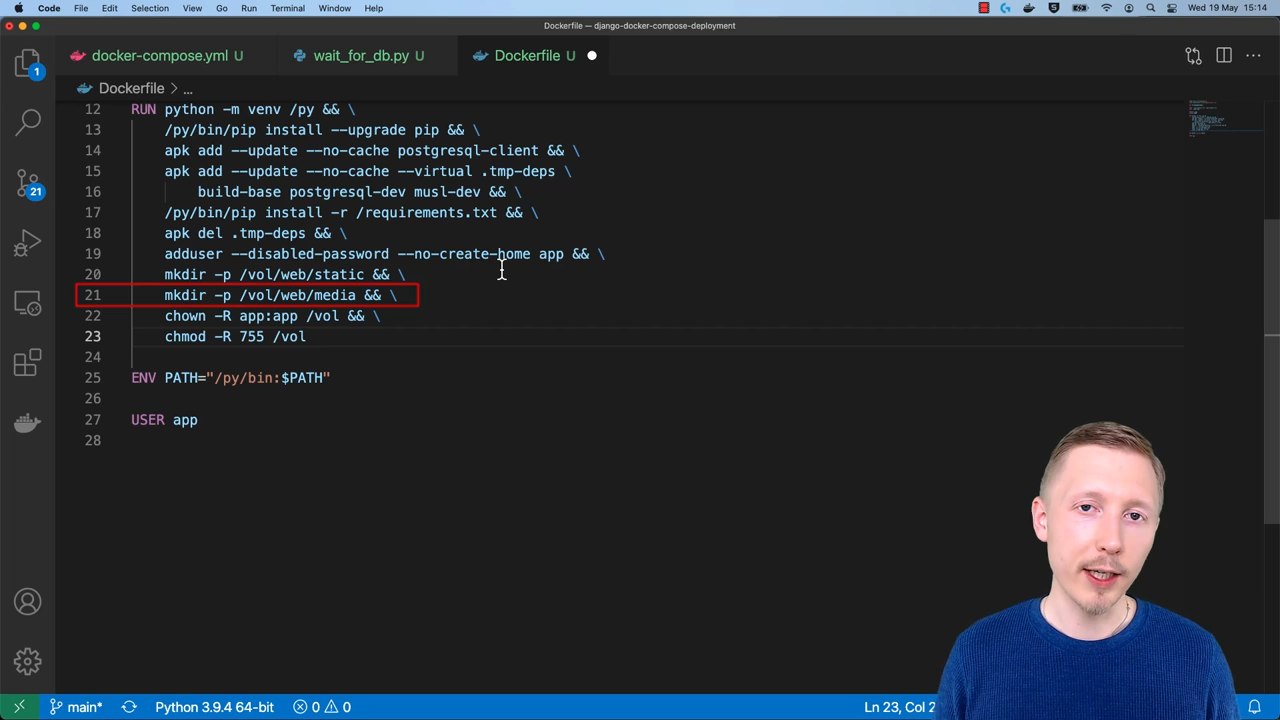 Code File Edit Selection View Go Run Terminal Window Help Wed 19 May 15:14
Dockerfile — django-docker-compose-deployment
docker-compose.yml U wait_for_db.py U Dockerfile U
Dockerfile > ...
12 RUN python -m venv /py && \
13 /py/bin/pip install --upgrade pip && \
14 apk add --update --no-cache postgresql-client && \
15 apk add --update --no-cache --virtual .tmp-deps \
16 build-base postgresql-dev musl-dev && \
17 /py/bin/pip install -r /requirements.txt && \
18 apk del .tmp-deps && \
19 adduser --disabled-password --no-create-home app && \
20 mkdir -p /vol/web/static && \
21 mkdir -p /vol/web/media && \
22 chown -R app:app /vol && \
23 chmod -R 755 /vol
24
25 ENV PATH="/py/bin:$PATH"
26
27 USER app
28
1
21
main* Python 3.9.4 64-bit 0 0 Ln 23, Col 2